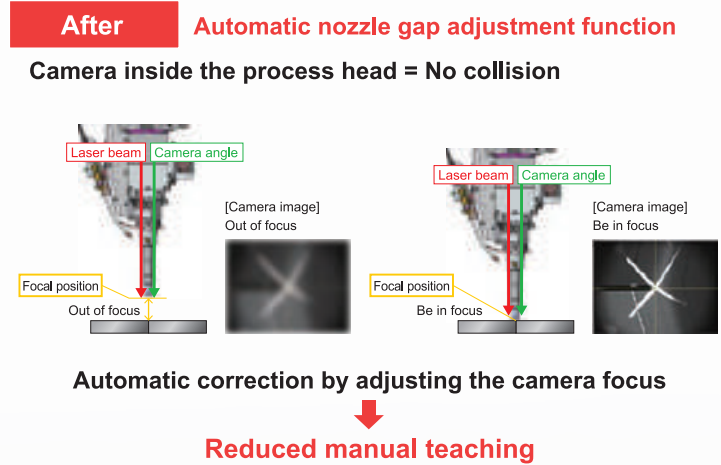 After
Automatic nozzle gap adjustment function
Camera inside the process head = No collision
Laser beam
Camera angle
[Camera image]
Out of focus
Focal position
Out of focus
Laser beam
Camera angle
[Camera image]
Be in focus
Focal position
Be in focus
Automatic correction by adjusting the camera focus
Reduced manual teaching